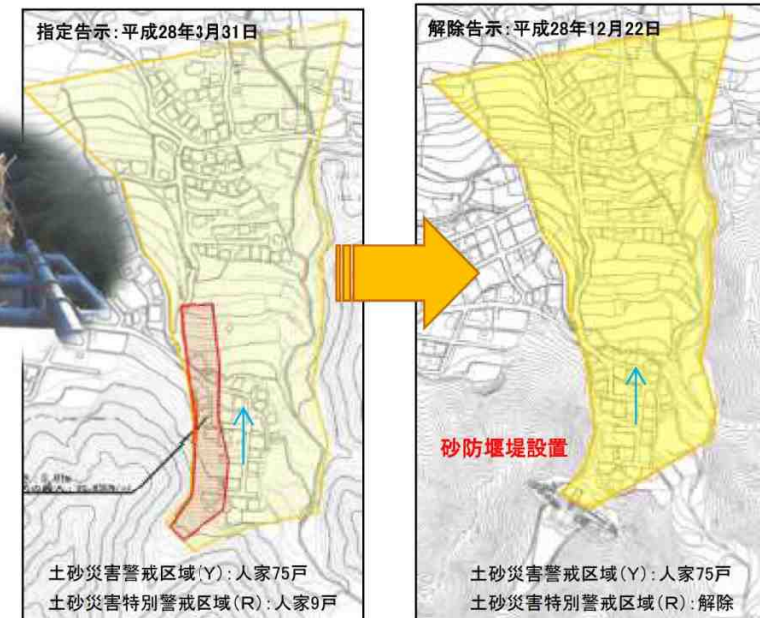 指定告示:平成28年3月31日
土砂災害警戒区域(Y):人家75戸
土砂災害特別警戒区域(R):人家9戸
解除告示:平成28年12月22日
砂防堰堤設置
土砂災害警戒区域(Y):人家75戸
土砂災害特別警戒区域(R):解除